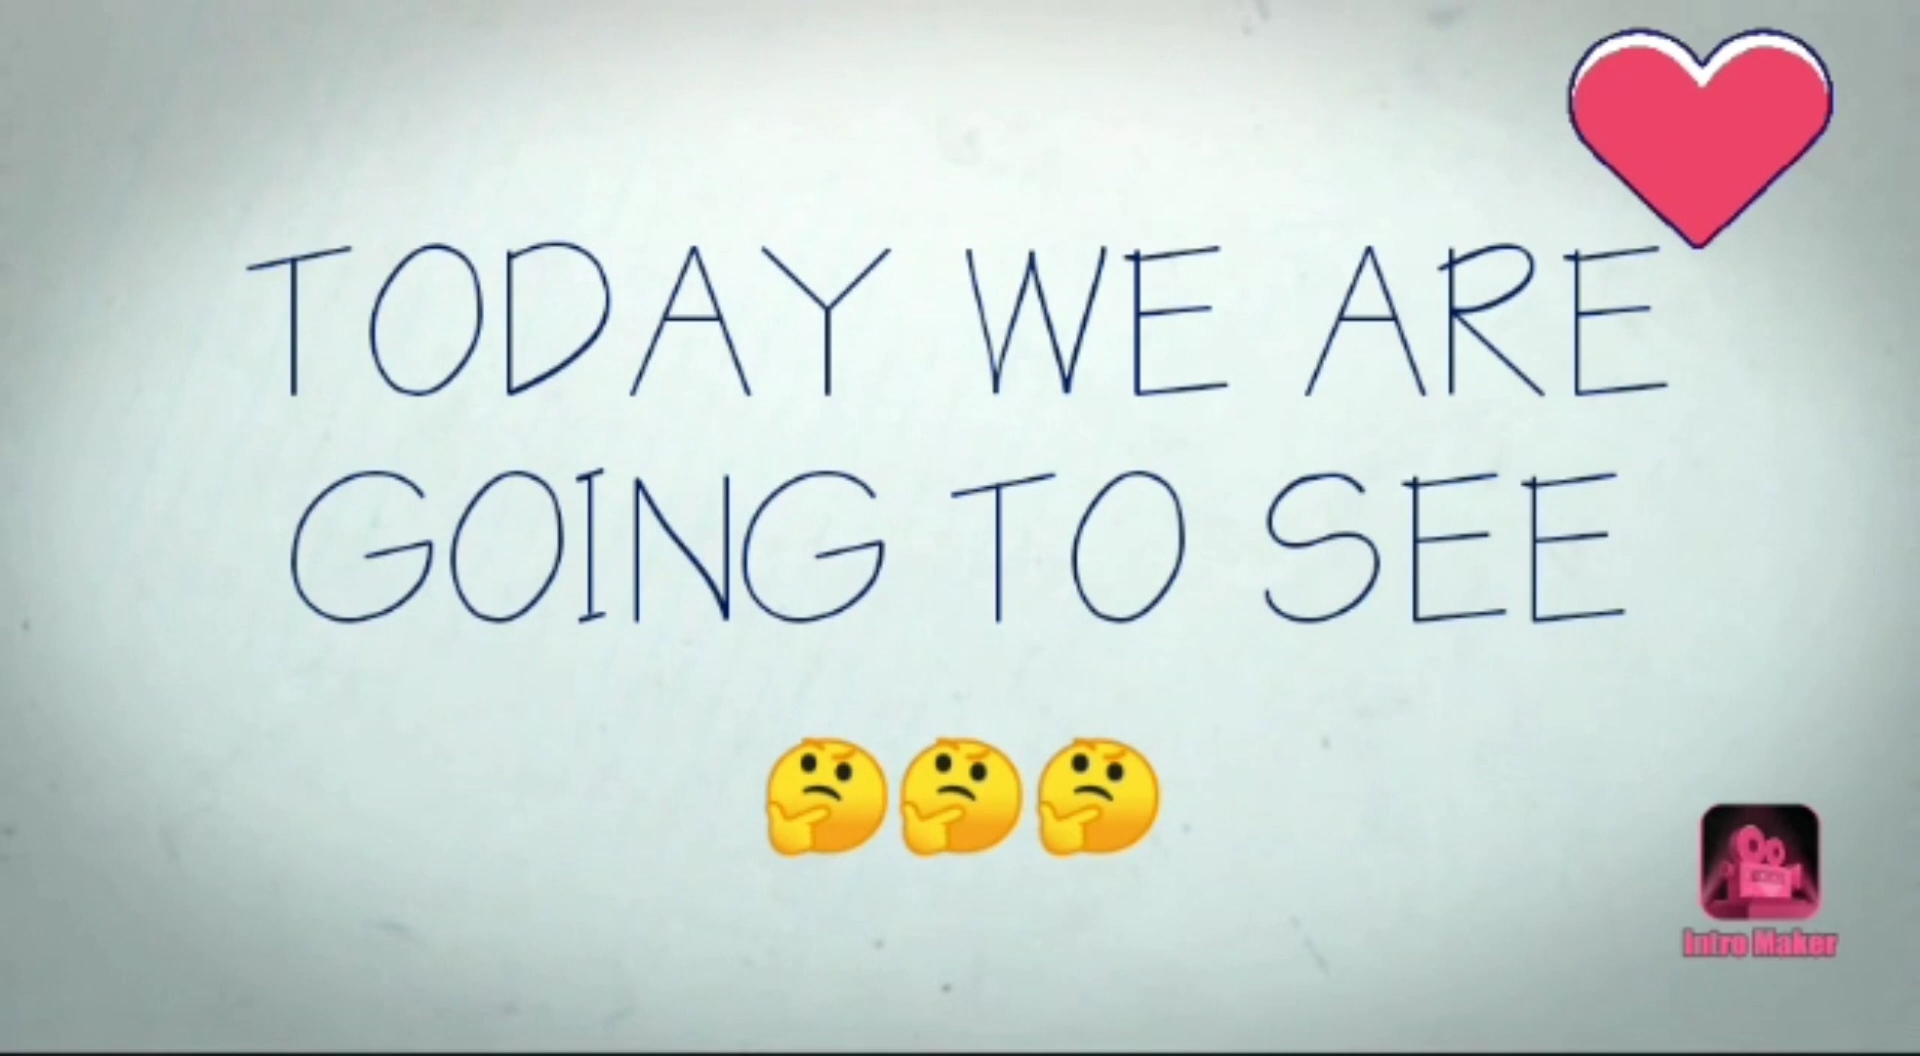 TODAY WE ARE
GOING TO SEE
🤔🤔🤔
Intro Maker